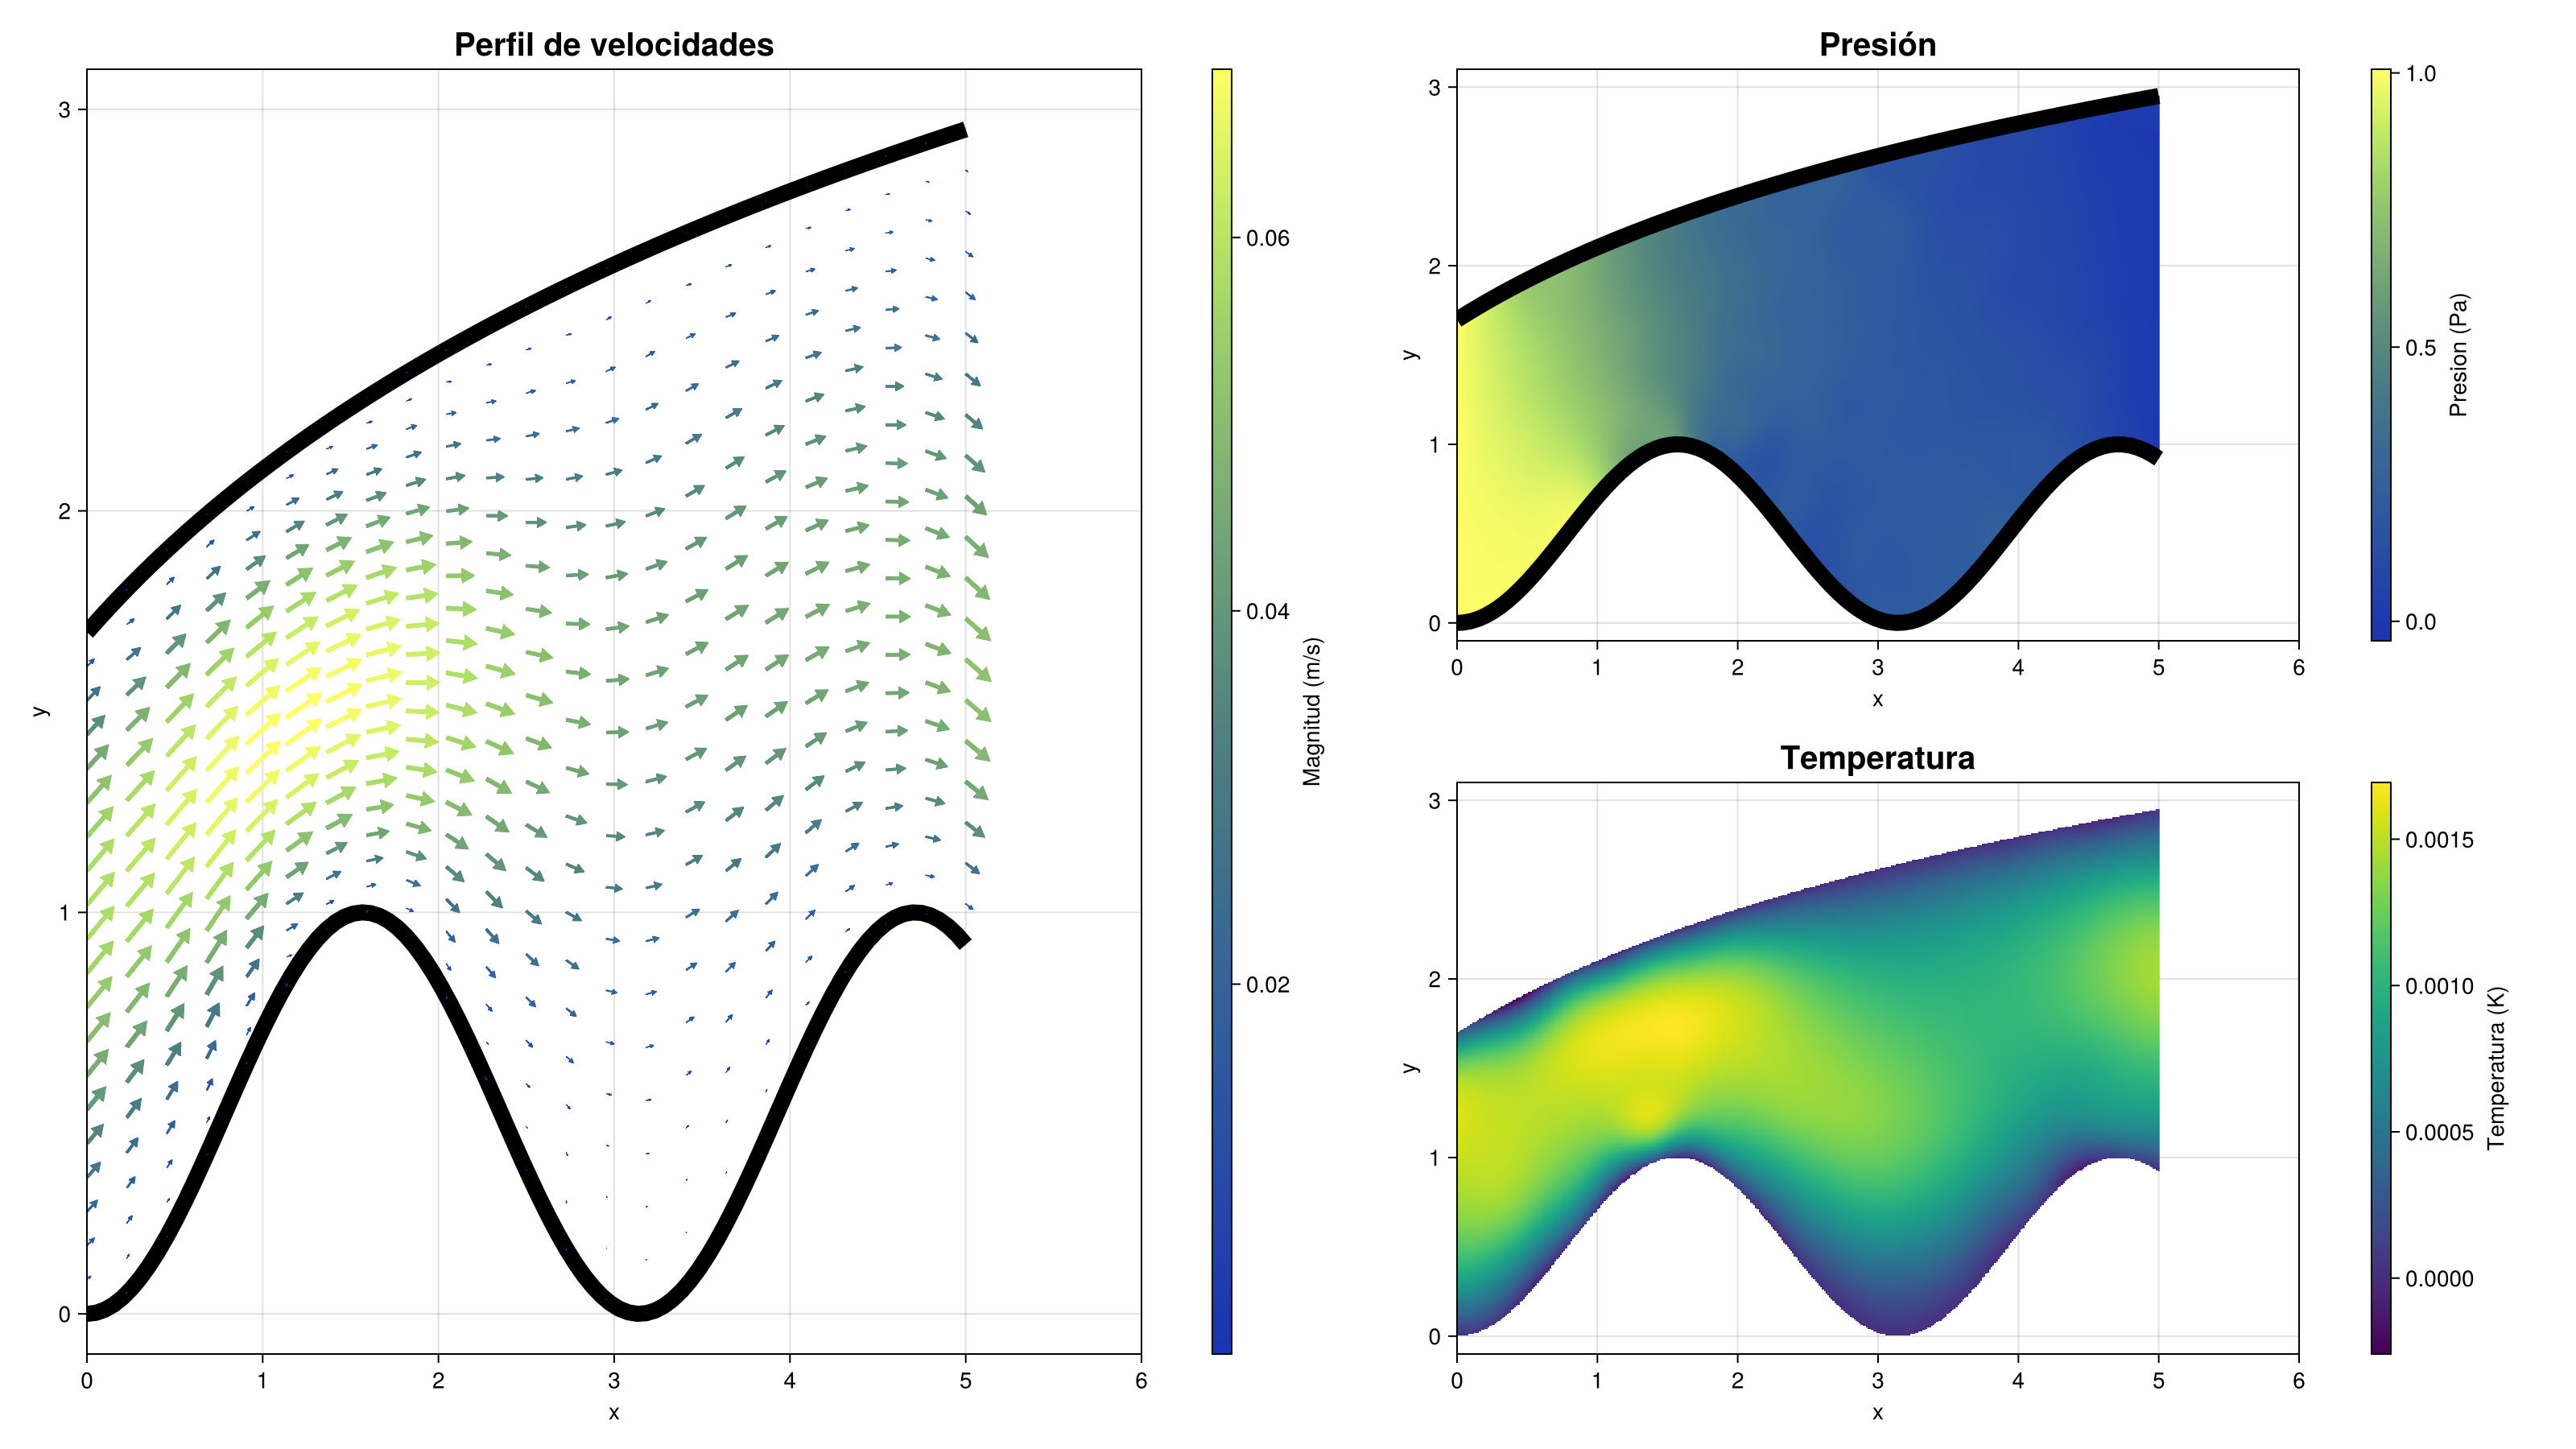 Perfil de velocidades
3
2
1
0
y
0 1 2 3 4 5 6
x
0.06
0.04
0.02
Magnitud (m/s)
Presión
3
2
1
0
y
0 1 2 3 4 5 6
x
1.0
0.5
0.0
Presion (Pa)
Temperatura
3
2
1
0
y
0 1 2 3 4 5 6
x
0.0015
0.0010
0.0005
0.0000
Temperatura (K)